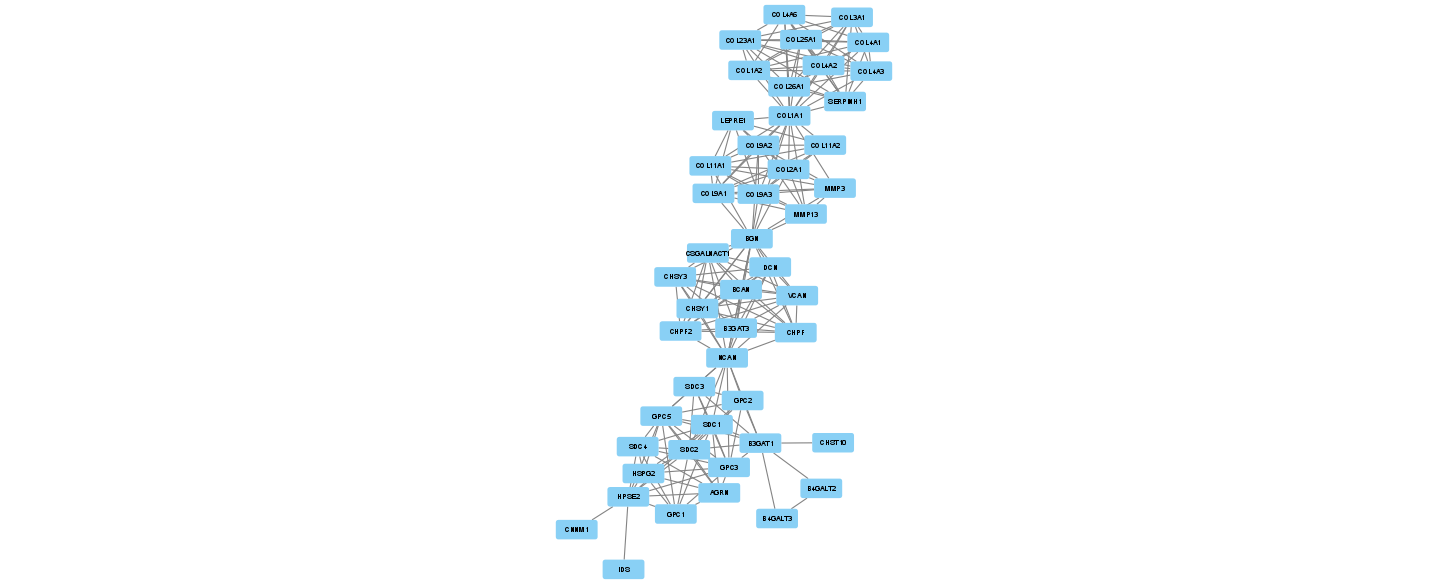 COL4A6
COL3A1
COL23A1
COL25A1
COL4A1
COL1A2
COL4A2
COL4A3
COL26A1
SERPINH1
COL1A1
LEPRE1
COL9A2
COL11A2
COL11A1
COL2A1
COL9A1
COL9A3
MMP3
MMP13
BGN
CSGALNACT1
DCN
CHSY3
BCAN
VCAN
CHSY1
CHPF2
B3GAT3
CHPF
NCAN
SDC3
GPC2
GPC5
SDC1
B3GAT1
CHST10
SDC4
SDC2
GPC3
HSPG2
B4GALT2
HPSE2
AGRN
GPC1
B4GALT3
CNNM1
IDS